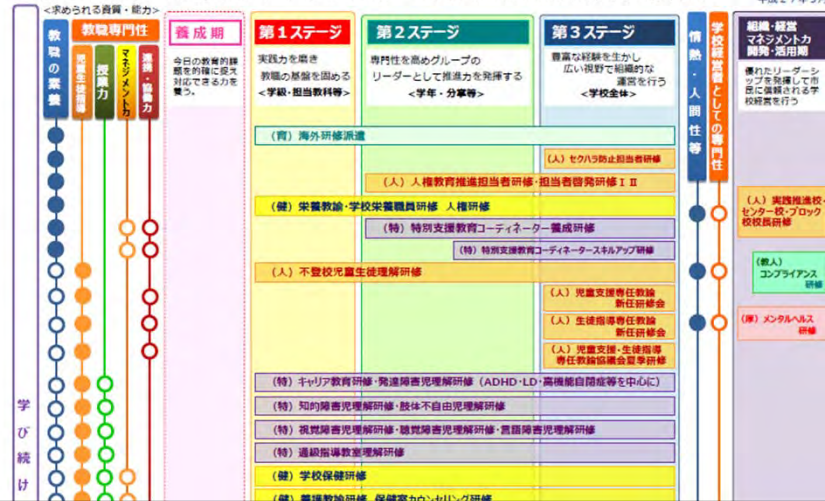 <求められる資質・能力>
教職の素養
教職専門性
児童生徒指導
授業力
マネジメント力
連携・協働力
養成期
今日の教育的課
題を的確に捉え
対応できる力を
養う。
第1ステージ
実践力を磨き
教職の基盤を固める
<学級・担当教科等>
第2ステージ
専門性を高めグループの
リーダーとして推進力を発揮する
<学年・分掌等>
第3ステージ
豊富な経験を生かし
広い視野で組織的な
運営を行う
<学校全体>
情熱・人間性等
学校経営職としての専門性
組織・経営
マネジメント力
開発・活用期
優れたリーダーシ
ップを発揮して市
民に信頼される学
校経営を行う
(育) 海外研修派遣
(人) セクハラ防止担当者研修
(人) 人権教育推進担当者研修・担当者啓発研修ⅠⅡ
(健) 栄養教諭・学校栄養職員研修 人権研修
(人) 実践推進校・
センター校・ブロック
校校長研修
(特) 特別支援教育コーディネーター養成研修
(特) 特別支援教育コーディネータースキルアップ研修
(教人)
コンプライアンス
研修
(人) 不登校児童生徒理解研修
(人) 児童支援専任教諭
新任研修会
(人) 生徒指導専任教諭
新任研修会
(厚) メンタルヘルス
研修
(人) 児童支援・生徒指導
専任教諭協議会夏季研修
(特) キャリア教育研修・発達障害児理解研修 (ADHD・LD・高機能自閉症等を中心に)
(特) 知的障害児理解研修・肢体不自由児理解研修
(特) 視覚障害児理解研修・聴覚障害児理解研修・言語障害児理解研修
(特) 通級指導教室理解研修
(健) 学校保健研修
(健) 養護教諭研修 保健室カウンセリング研修
学び続け